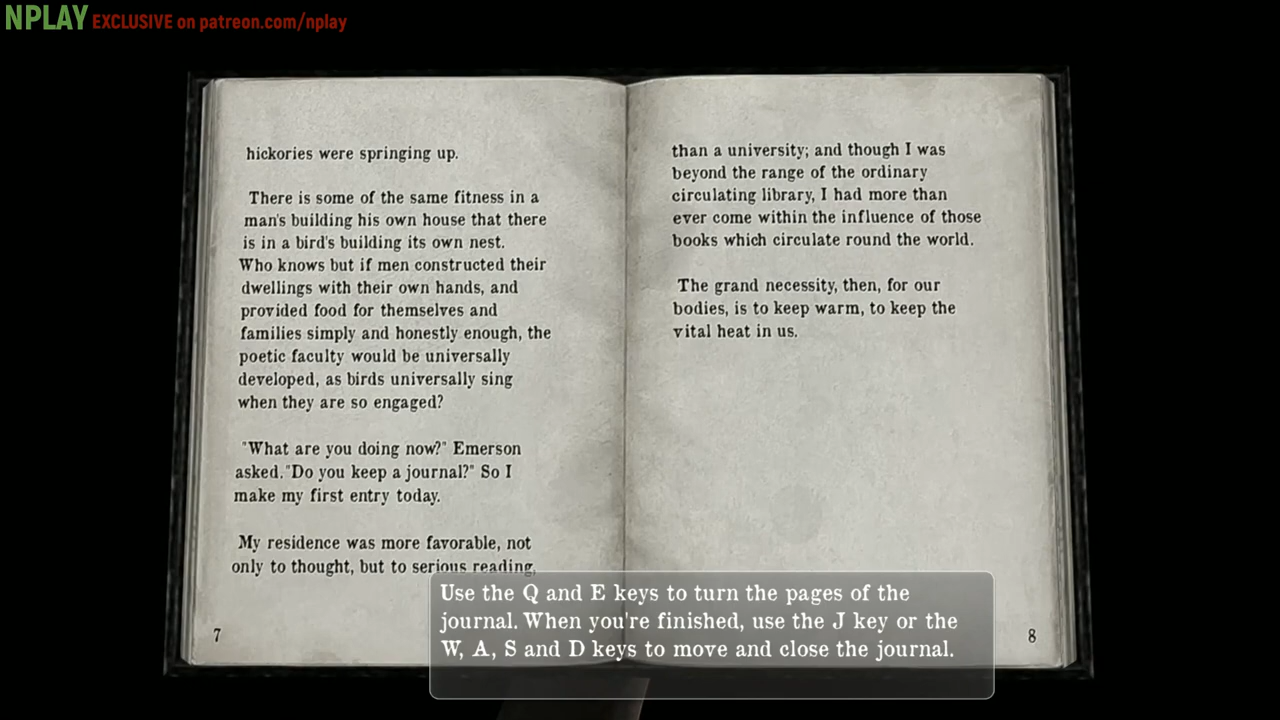 NPLAY EXCLUSIVE on patreon.com/nplay
hickories were springing up.
There is some of the same fitness in a
man's building his own house that there
is in a bird's building its own nest.
Who knows but if men constructed their
dwellings with their own hands, and
provided food for themselves and
families simply and honestly enough, the
poetic faculty would be universally
developed, as birds universally sing
when they are so engaged?
"What are you doing now?" Emerson
asked."Do you keep a journal?" So I
make my first entry today.
My residence was more favorable, not
only to thought, but to serious reading,
7
than a university; and though I was
beyond the range of the ordinary
circulating library, I had more than
ever come within the influence of those
books which circulate round the world.
The grand necessity, then, for our
bodies, is to keep warm, to keep the
vital heat in us.
8
Use the Q and E keys to turn the pages of the
journal. When you're finished, use the J key or the
W, A, S and D keys to move and close the journal.